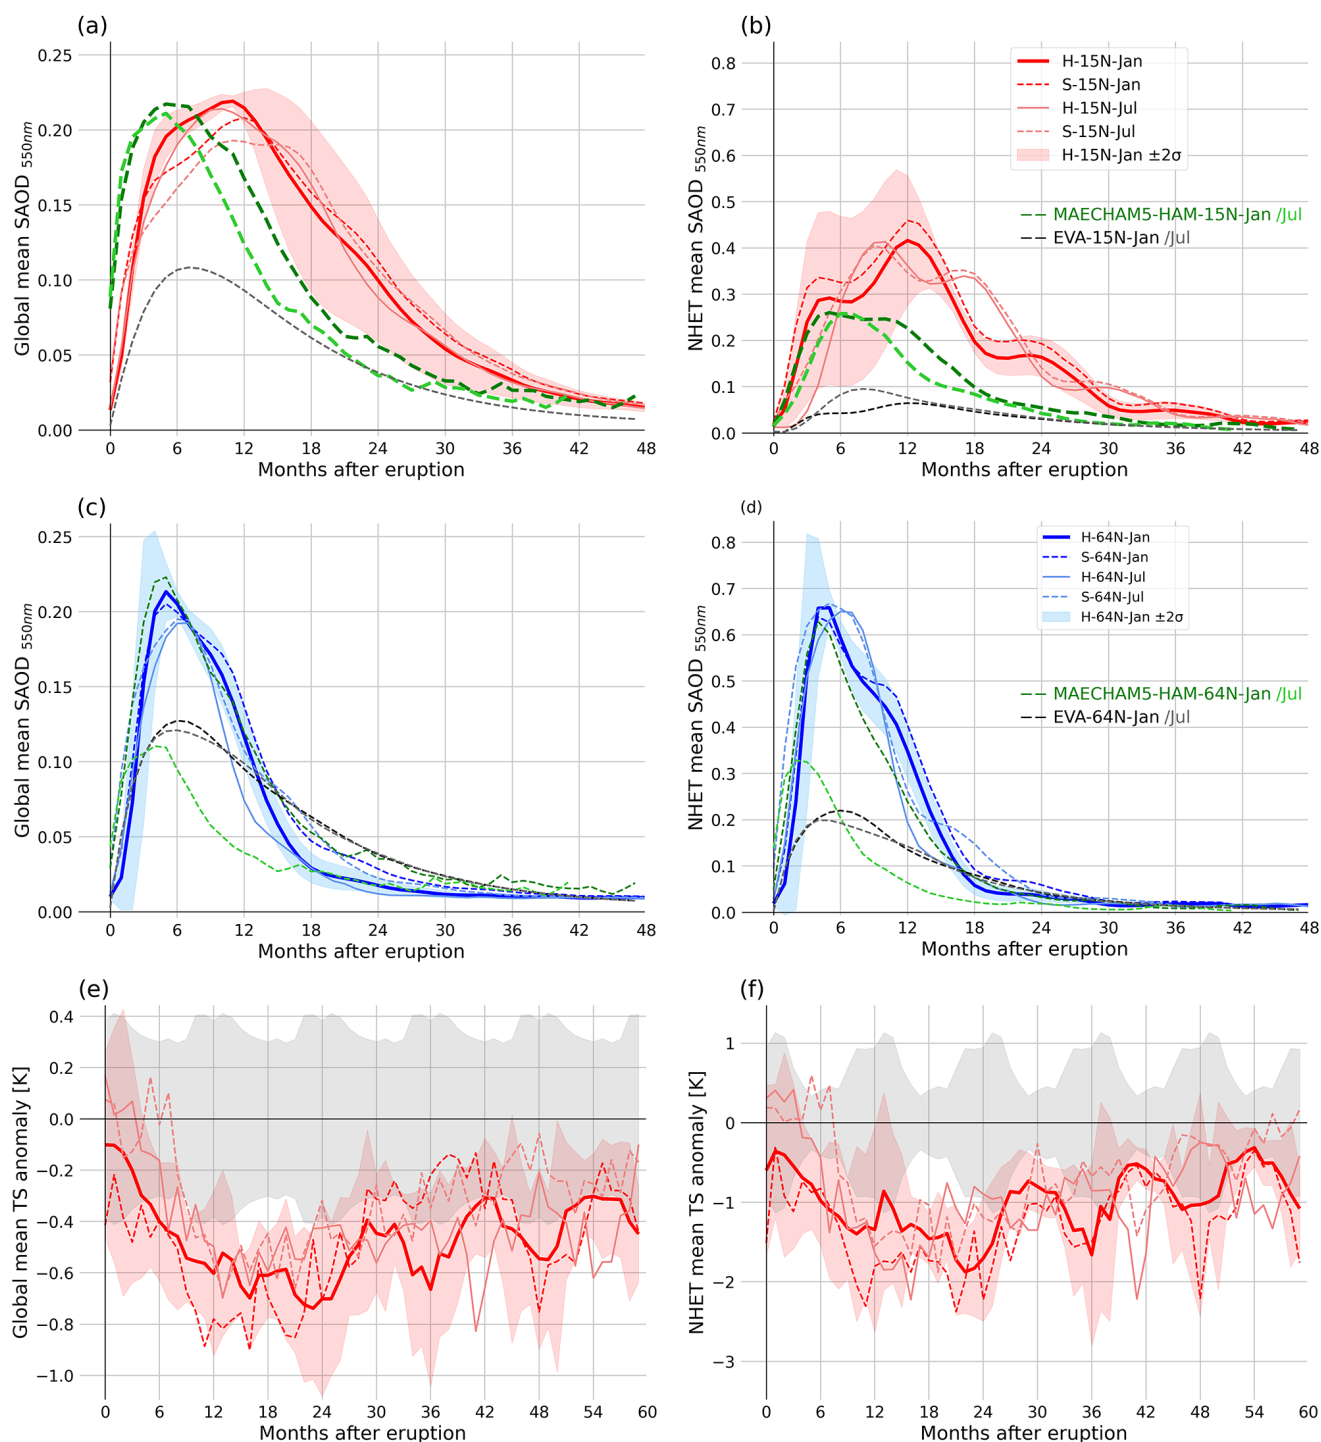 (a)
Global mean SAOD 550nm
0.25
0.20
0.15
0.10
0.05
0.00
0 6 12 18 24 30 36 42 48
Months after eruption
(b)
NHET mean SAOD 550nm
0.8
0.7
0.6
0.5
0.4
0.3
0.2
0.1
0.0
H-15N-Jan
S-15N-Jan
H-15N-Jul
S-15N-Jul
H-15N-Jan ±2σ
MAECHAM5-HAM-15N-Jan /Jul
EVA-15N-Jan /Jul
0 6 12 18 24 30 36 42 48
Months after eruption
(c)
Global mean SAOD 550nm
0.25
0.20
0.15
0.10
0.05
0.00
0 6 12 18 24 30 36 42 48
Months after eruption
(d)
NHET mean SAOD 550nm
0.8
0.7
0.6
0.5
0.4
0.3
0.2
0.1
0.0
H-64N-Jan
S-64N-Jan
H-64N-Jul
S-64N-Jul
H-64N-Jan ±2σ
MAECHAM5-HAM-64N-Jan /Jul
EVA-64N-Jan /Jul
0 6 12 18 24 30 36 42 48
Months after eruption
(e)
Global mean TS anomaly [K]
0.4
0.2
0.0
−0.2
−0.4
−0.6
−0.8
−1.0
0 6 12 18 24 30 36 42 48 54 60
Months after eruption
(f)
NHET mean TS anomaly [K]
1
0
−1
−2
−3
0 6 12 18 24 30 36 42 48 54 60
Months after eruption